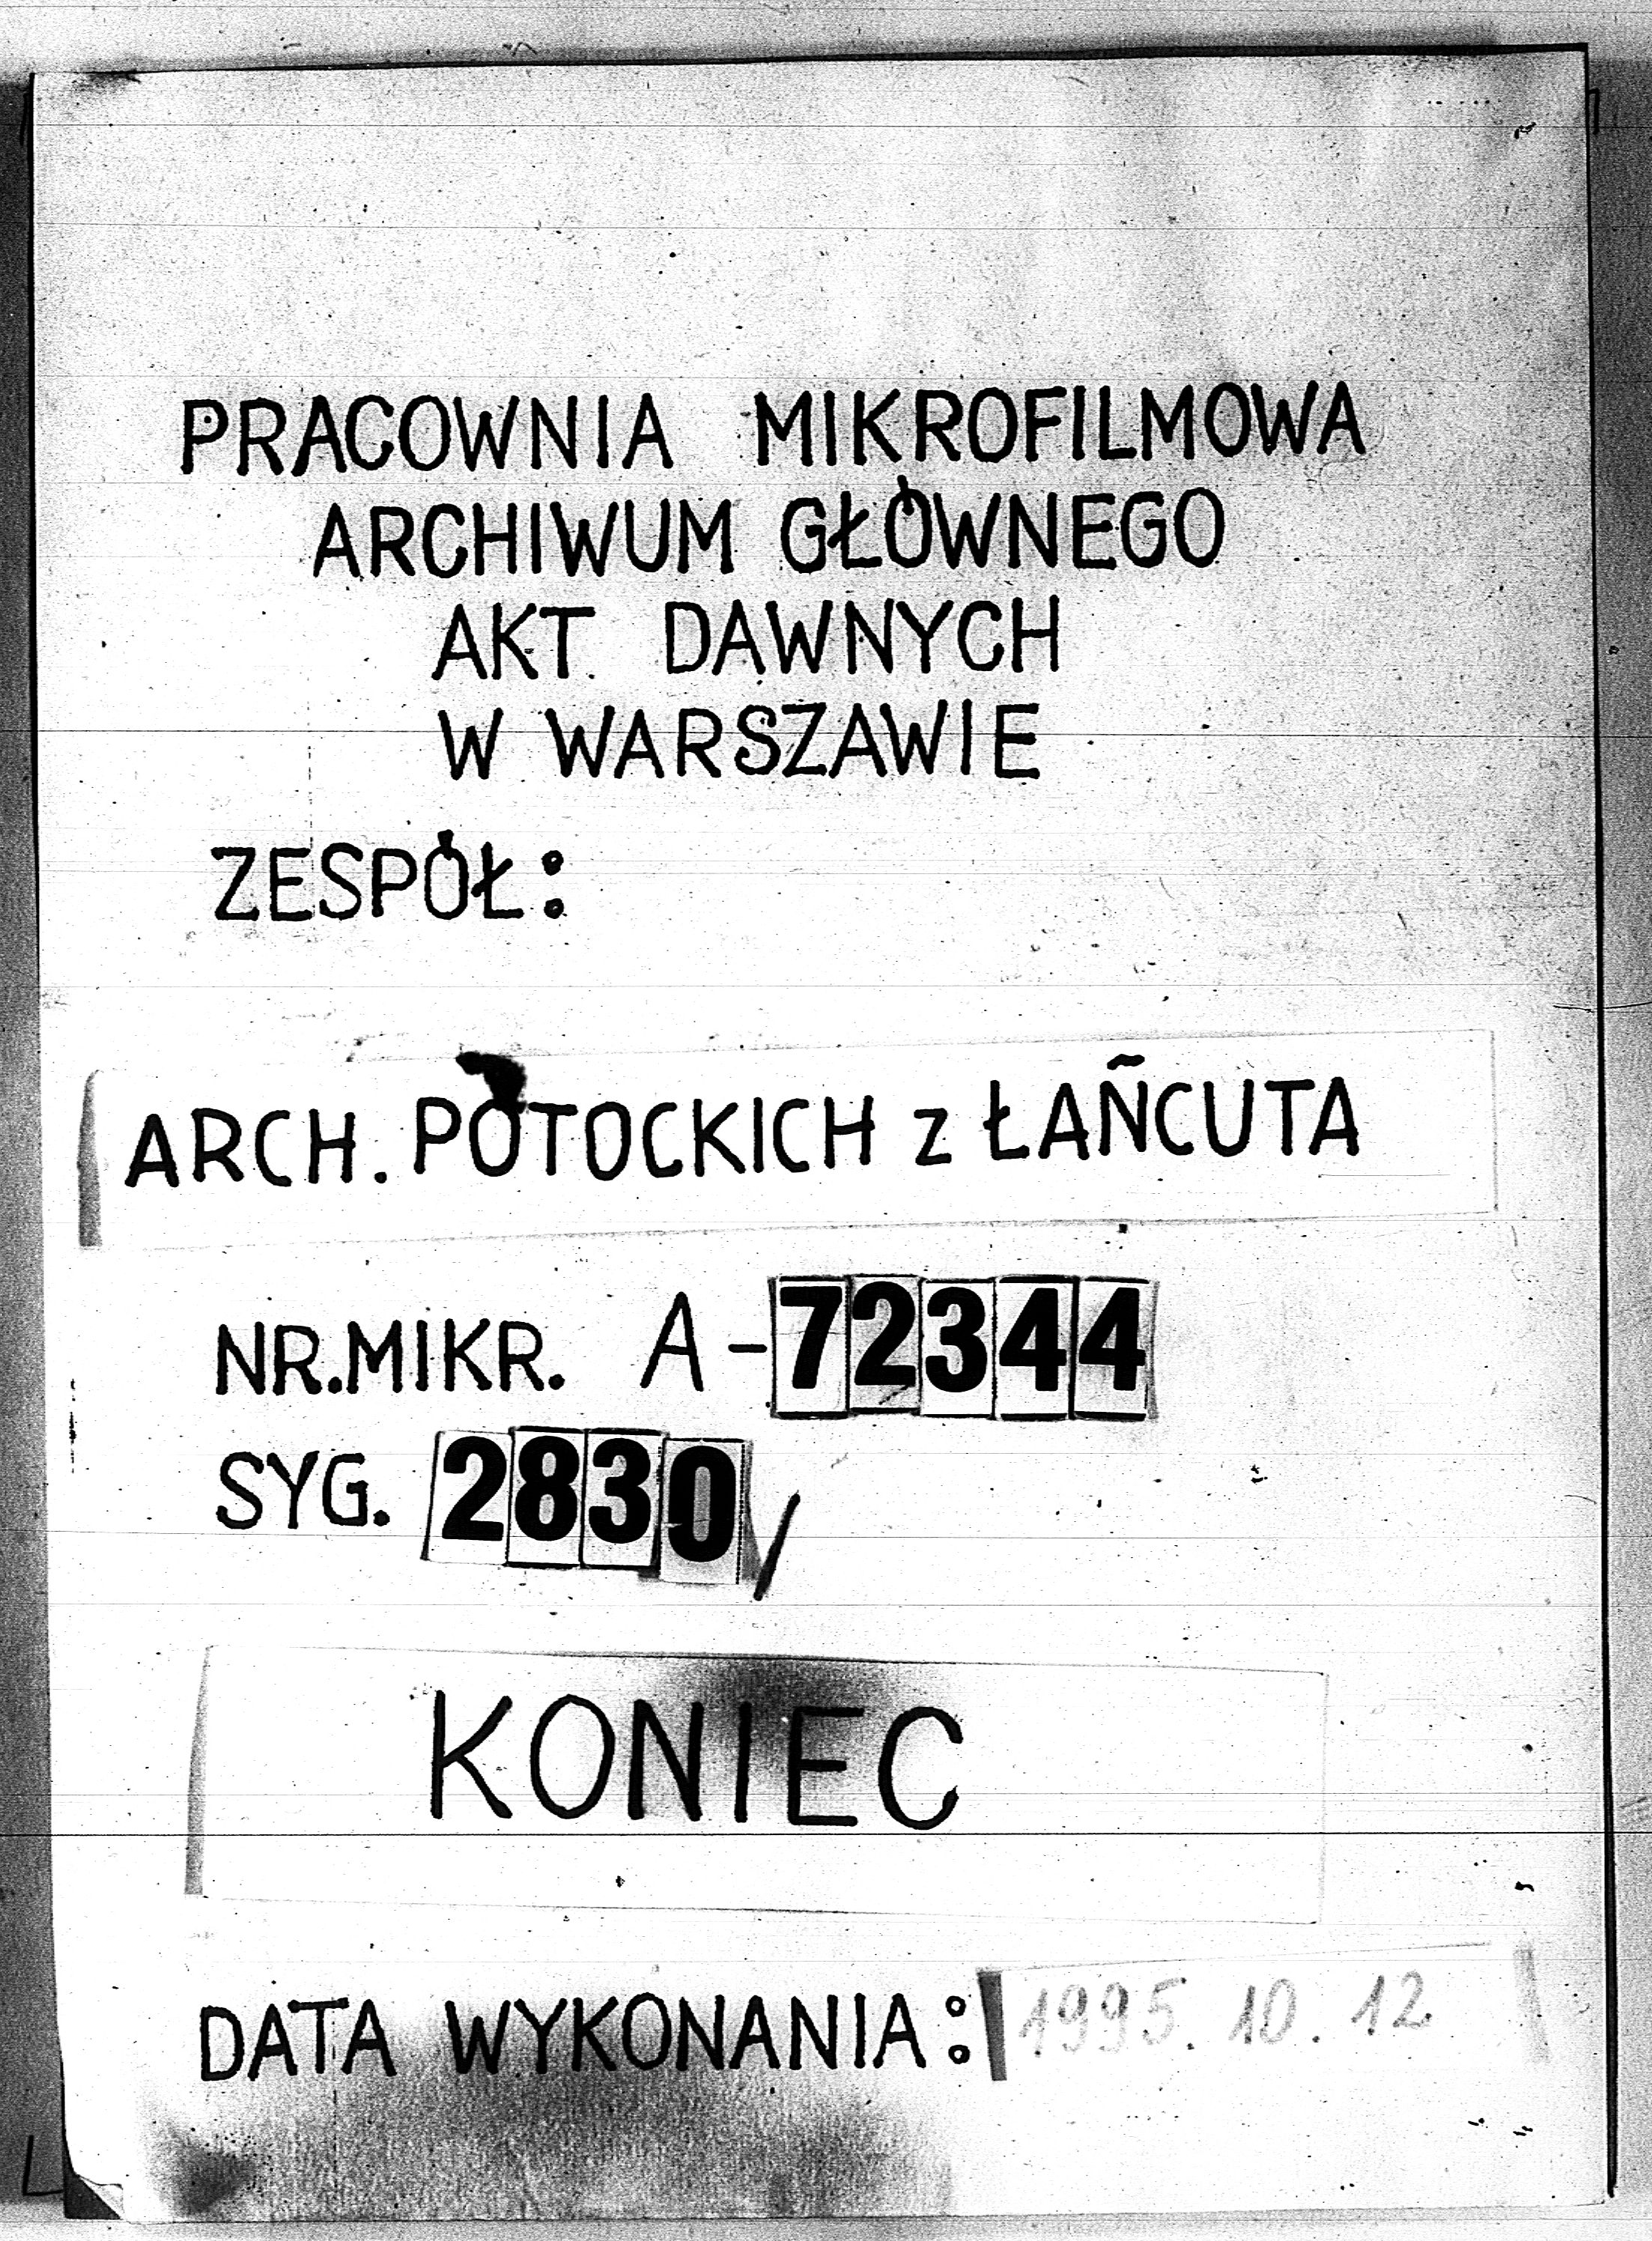 PRACOWNIA MIKROFILMOWA
ARCHIWUM GŁÓWNEGO
AKT DAWNYCH
W WARSZAWIE
ZESPÓŁ:
ARCH. POTOCKICH z ŁAŃCUTA
NR.MIKR. A-72344
SYG. 2830/
KONIEC
DATA WYKONANIA: 1995.10.12